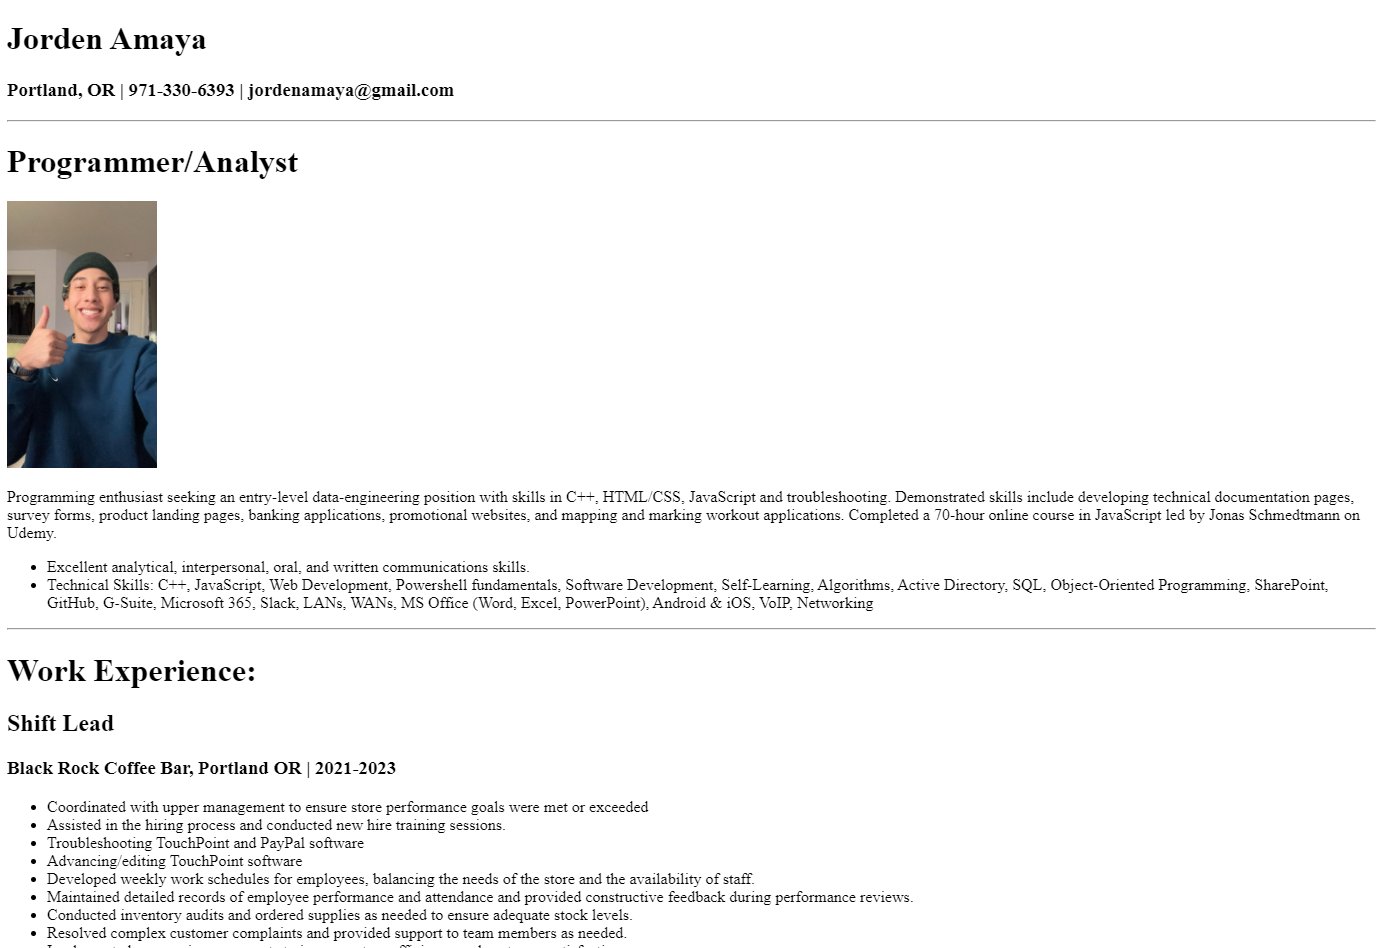 Jorden Amaya
Portland, OR | 971-330-6393 | jordenamaya@gmail.com
Programmer/Analyst
Programming enthusiast seeking an entry-level data-engineering position with skills in C++, HTML/CSS, JavaScript and troubleshooting. Demonstrated skills include developing technical documentation pages,
survey forms, product landing pages, banking applications, promotional websites, and mapping and marking workout applications. Completed a 70-hour online course in JavaScript led by Jonas Schmedtmann on
Udemy.
• Excellent analytical, interpersonal, oral, and written communications skills.
• Technical Skills: C++, JavaScript, Web Development, Powershell fundamentals, Software Development, Self-Learning, Algorithms, Active Directory, SQL, Object-Oriented Programming, SharePoint,
GitHub, G-Suite, Microsoft 365, Slack, LANs, WANs, MS Office (Word, Excel, PowerPoint), Android & iOS, VoIP, Networking
Work Experience:
Shift Lead
Black Rock Coffee Bar, Portland OR | 2021-2023
• Coordinated with upper management to ensure store performance goals were met or exceeded
• Assisted in the hiring process and conducted new hire training sessions.
• Troubleshooting TouchPoint and PayPal software
• Advancing/editing TouchPoint software
• Developed weekly work schedules for employees, balancing the needs of the store and the availability of staff.
• Maintained detailed records of employee performance and attendance and provided constructive feedback during performance reviews.
• Conducted inventory audits and ordered supplies as needed to ensure adequate stock levels.
• Resolved complex customer complaints and provided support to team members as needed.